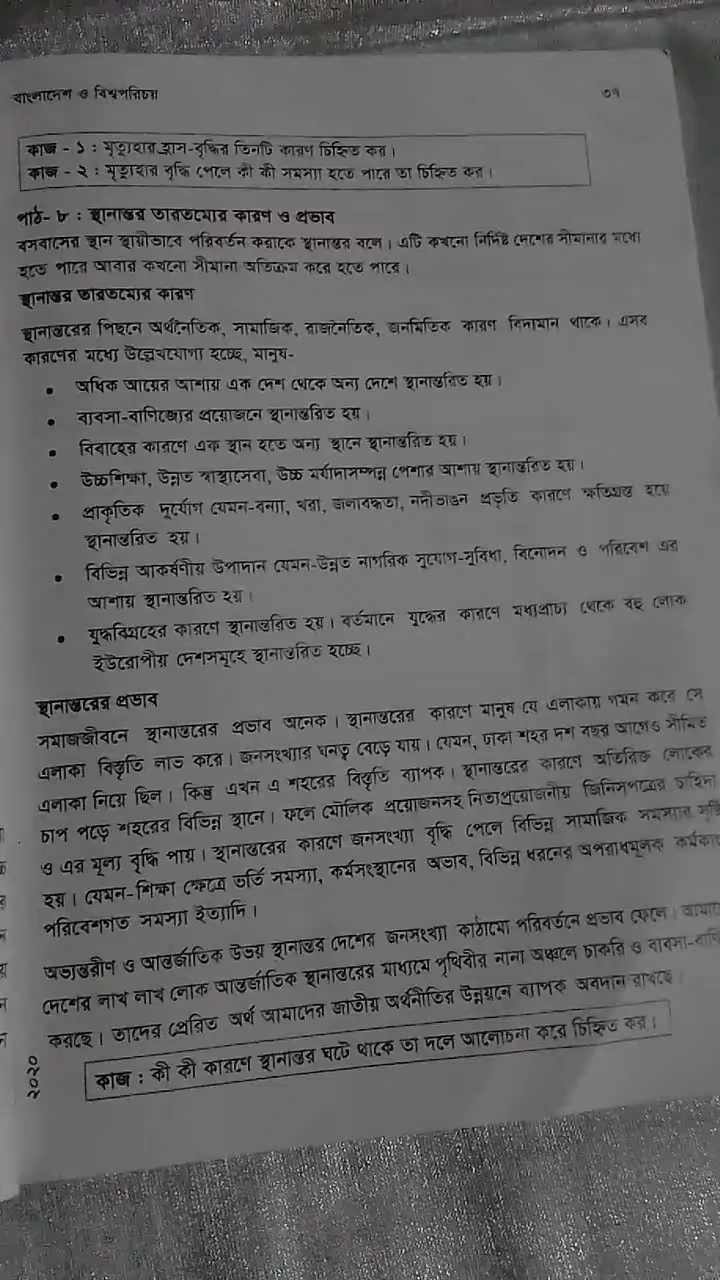 বাংলাদেশ ও বিশ্বপরিচয়
৩৭
কাজ - ১ : মৃত্যুহার হ্রাস-বৃদ্ধির তিনটি কারণ চিহ্নিত কর।
কাজ - ২ : মৃত্যুহার বৃদ্ধি পেলে কী কী সমস্যা হতে পারে তা চিহ্নিত কর।
পাঠ- ৮ : স্থানান্তর তারতম্যের কারণ ও প্রভাব
বসবাসের স্থান স্থায়ীভাবে পরিবর্তন করাকে স্থানান্তর বলে। এটি কখনো নির্দিষ্ট দেশের সীমানার মধ্যে
হতে পারে আবার কখনো সীমানা অতিক্রম করে হতে পারে।
স্থানান্তর তারতম্যের কারণ
স্থানান্তরের পিছনে অর্থনৈতিক, সামাজিক, রাজনৈতিক, জনমিতিক কারণ বিদ্যমান থাকে। এসব
কারণের মধ্যে উল্লেখযোগ্য হচ্ছে, মানুষ-
• অধিক আয়ের আশায় এক দেশ থেকে অন্য দেশে স্থানান্তরিত হয়।
• ব্যবসা-বাণিজ্যের প্রয়োজনে স্থানান্তরিত হয়।
• বিবাহের কারণে এক স্থান হতে অন্য স্থানে স্থানান্তরিত হয়।
• উচ্চশিক্ষা, উন্নত স্বাস্থ্যসেবা, উচ্চ মর্যাদাসম্পন্ন পেশার আশায় স্থানান্তরিত হয়।
• প্রাকৃতিক দুর্যোগ যেমন-বন্যা, খরা, জলাবদ্ধতা, নদীভাঙন প্রভৃতি কারণে ক্ষতিগ্রস্ত হয়ে
স্থানান্তরিত হয়।
• বিভিন্ন আকর্ষণীয় উপাদান যেমন-উন্নত নাগরিক সুযোগ-সুবিধা, বিনোদন ও পরিবেশ এর
আশায় স্থানান্তরিত হয়।
• যুদ্ধবিগ্রহের কারণে স্থানান্তরিত হয়। বর্তমানে যুদ্ধের কারণে মধ্যপ্রাচ্য থেকে বহু লোক
ইউরোপীয় দেশসমূহে স্থানান্তরিত হচ্ছে।
স্থানান্তরের প্রভাব
সমাজজীবনে স্থানান্তরের প্রভাব অনেক। স্থানান্তরের কারণে মানুষ যে এলাকায় গমন করে সে
এলাকা বিস্তৃতি লাভ করে। জনসংখ্যার ঘনত্ব বেড়ে যায়। যেমন, ঢাকা শহর দশ বছর আগেও সীমিত
এলাকা নিয়ে ছিল। কিন্তু এখন এ শহরের বিস্তৃতি ব্যাপক। স্থানান্তরের কারণে অতিরিক্ত লোকের
চাপ পড়ে শহরের বিভিন্ন স্থানে। ফলে মৌলিক প্রয়োজনসহ নিত্যপ্রয়োজনীয় জিনিসপত্রের চাহিদা
ও এর মূল্য বৃদ্ধি পায়। স্থানান্তরের কারণে জনসংখ্যা বৃদ্ধি পেলে বিভিন্ন সামাজিক সমস্যার সৃষ্টি
হয়। যেমন-শিক্ষা ক্ষেত্রে ভর্তি সমস্যা, কর্মসংস্থানের অভাব, বিভিন্ন ধরনের অপরাধমূলক
পরিবেশগত সমস্যা ইত্যাদি।
অভ্যন্তরীণ ও আন্তর্জাতিক উভয় স্থানান্তর দেশের জনসংখ্যা কাঠামো পরিবর্তনে প্রভাব ফেলে।
দেশের লাখ লাখ লোক আন্তর্জাতিক স্থানান্তরের মাধ্যমে পৃথিবীর নানা অঞ্চলে চাকরি ও
করছে। তাদের প্রেরিত অর্থ আমাদের জাতীয় অর্থনীতির উন্নয়নে ব্যাপক অবদান রাখছে।
কাজ : কী কী কারণে স্থানান্তর ঘটে থাকে তা দলে আলোচনা করে চিহ্নিত কর।
২০২০